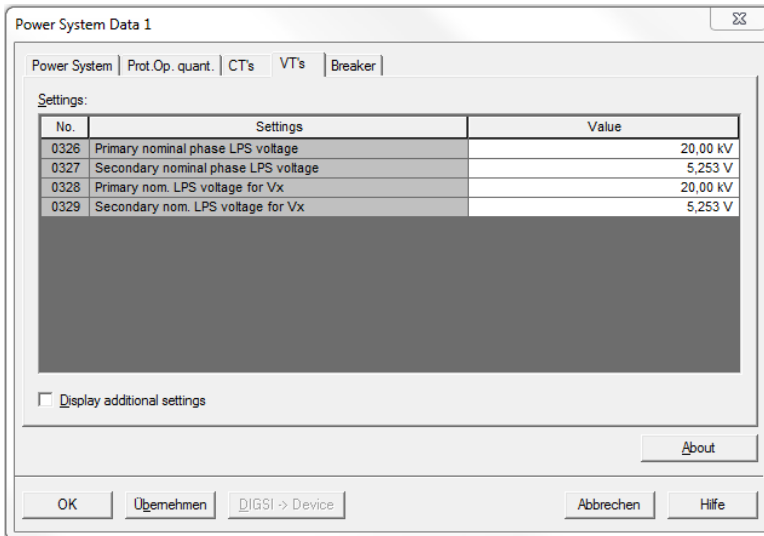 Power System Data 1
Power System Prot.Op. quant. CT's VT's Breaker
Settings:
No. Settings Value
0326 Primary nominal phase LPS voltage 20,00 kV
0327 Secondary nominal phase LPS voltage 5,253 V
0328 Primary nom. LPS voltage for Vx 20,00 kV
0329 Secondary nom. LPS voltage for Vx 5,253 V
Display additional settings
About
OK Übernehmen DIGSI -> Device Abbrechen Hilfe